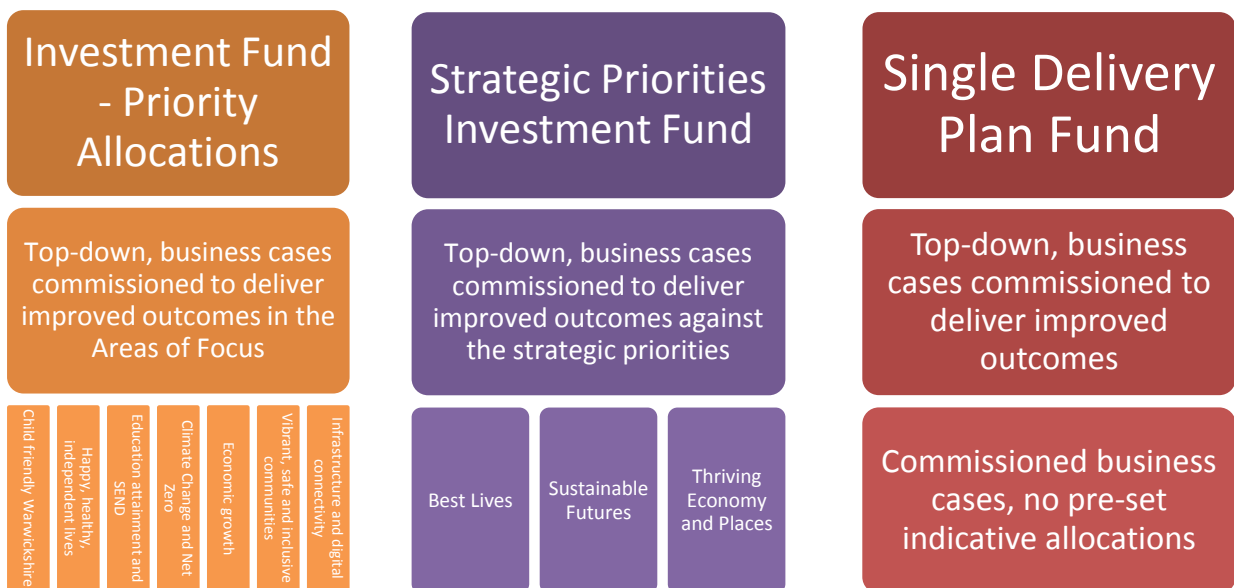 Investment Fund
- Priority
Allocations
Top-down, business cases
commissioned to deliver
improved outcomes in the
Areas of Focus
Child friendly Warwickshire
Happy, healthy,
independent lives
Education attainment and
SEND
Climate Change and Net
Zero
Economic growth
Vibrant, safe and inclusive
communities
Infrastructure and digital
connectivity
Strategic Priorities
Investment Fund
Top-down, business cases
commissioned to deliver
improved outcomes against
the strategic priorities
Best Lives
Sustainable
Futures
Thriving
Economy
and Places
Single Delivery
Plan Fund
Top-down, business
cases commissioned to
deliver improved
outcomes
Commissioned business
cases, no pre-set
indicative allocations